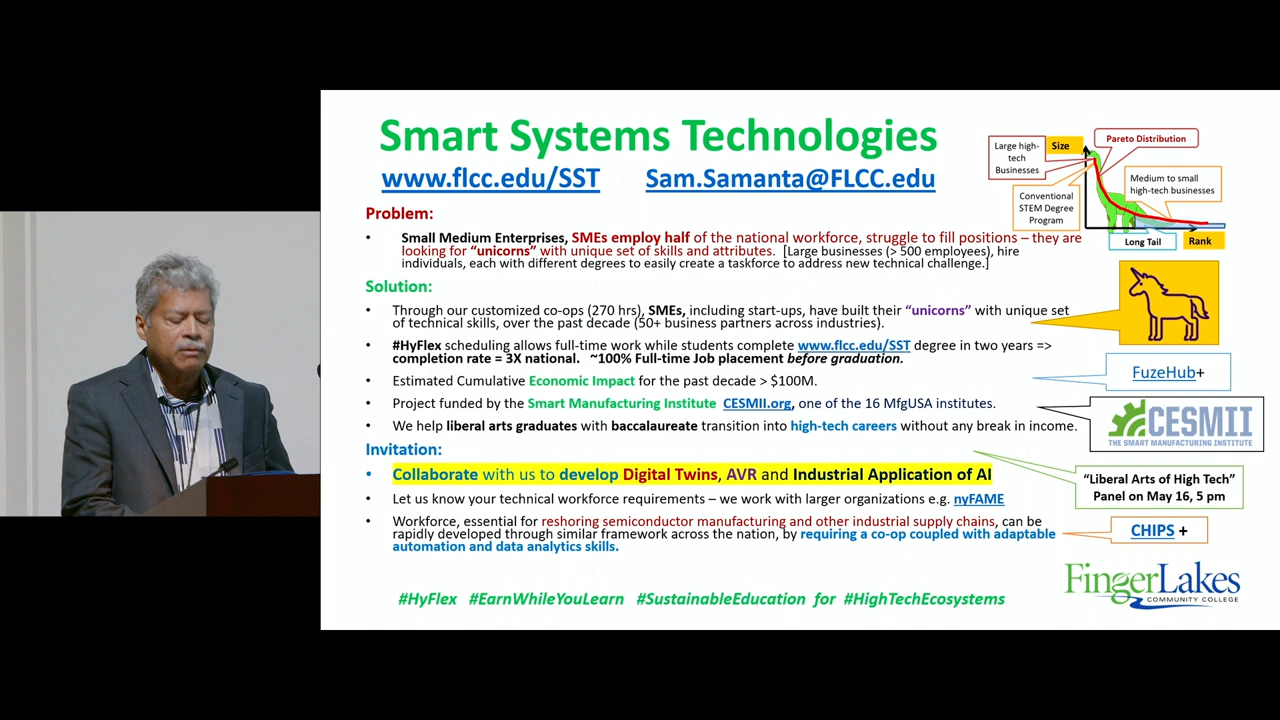 Smart Systems Technologies
www.flcc.edu/SST Sam.Samanta@FLCC.edu
Large high-
tech
Businesses
Size
Pareto Distribution
Conventional
STEM Degree
Program
Medium to small
high-tech businesses
Long Tail
Rank
Problem:
• Small Medium Enterprises, SMEs employ half of the national workforce, struggle to fill positions – they are
looking for “unicorns” with unique set of skills and attributes. [Large businesses (> 500 employees), hire
individuals, each with different degrees to easily create a taskforce to address new technical challenge.]
Solution:
• Through our customized co-ops (270 hrs), SMEs, including start-ups, have built their “unicorns” with unique set
of technical skills, over the past decade (50+ business partners across industries).
• #HyFlex scheduling allows full-time work while students complete www.flcc.edu/SST degree in two years =>
completion rate = 3X national. ~100% Full-time Job placement before graduation.
• Estimated Cumulative Economic Impact for the past decade > $100M.
FuzeHub+
• Project funded by the Smart Manufacturing Institute CESMII.org, one of the 16 MfgUSA institutes.
CESMII
THE SMART MANUFACTURING INSTITUTE
• We help liberal arts graduates with baccalaureate transition into high-tech careers without any break in income.
Invitation:
• Collaborate with us to develop Digital Twins, AVR and Industrial Application of AI
“Liberal Arts of High Tech”
Panel on May 16, 5 pm
• Let us know your technical workforce requirements – we work with larger organizations e.g. nyFAME
• Workforce, essential for reshoring semiconductor manufacturing and other industrial supply chains, can be
rapidly developed through similar framework across the nation, by requiring a co-op coupled with adaptable
automation and data analytics skills.
CHIPS +
FingerLakes
COMMUNITY COLLEGE
#HyFlex #EarnWhileYouLearn #SustainableEducation for #HighTechEcosystems